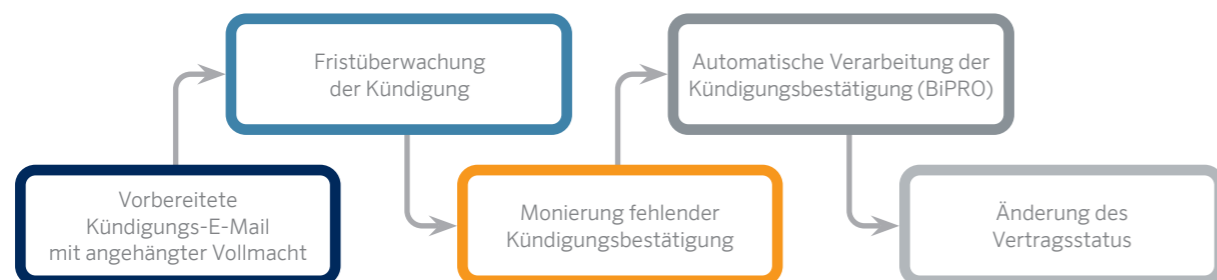 Vorbereitete
Kündigungs-E-Mail
mit angehängter Vollmacht
Fristüberwachung
der Kündigung
Monierung fehlender
Kündigungsbestätigung
Automatische Verarbeitung der
Kündigungsbestätigung (BiPRO)
Änderung des
Vertragsstatus